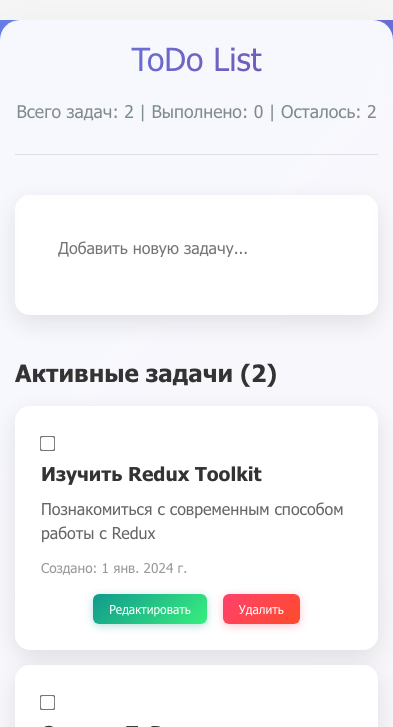 ToDo List
Всего задач: 2 | Выполнено: 0 | Осталось: 2
Добавить новую задачу...
Активные задачи (2)
Изучить Redux Toolkit
Познакомиться с современным способом
работы с Redux
Создано: 1 янв. 2024 г.
Редактировать Удалить